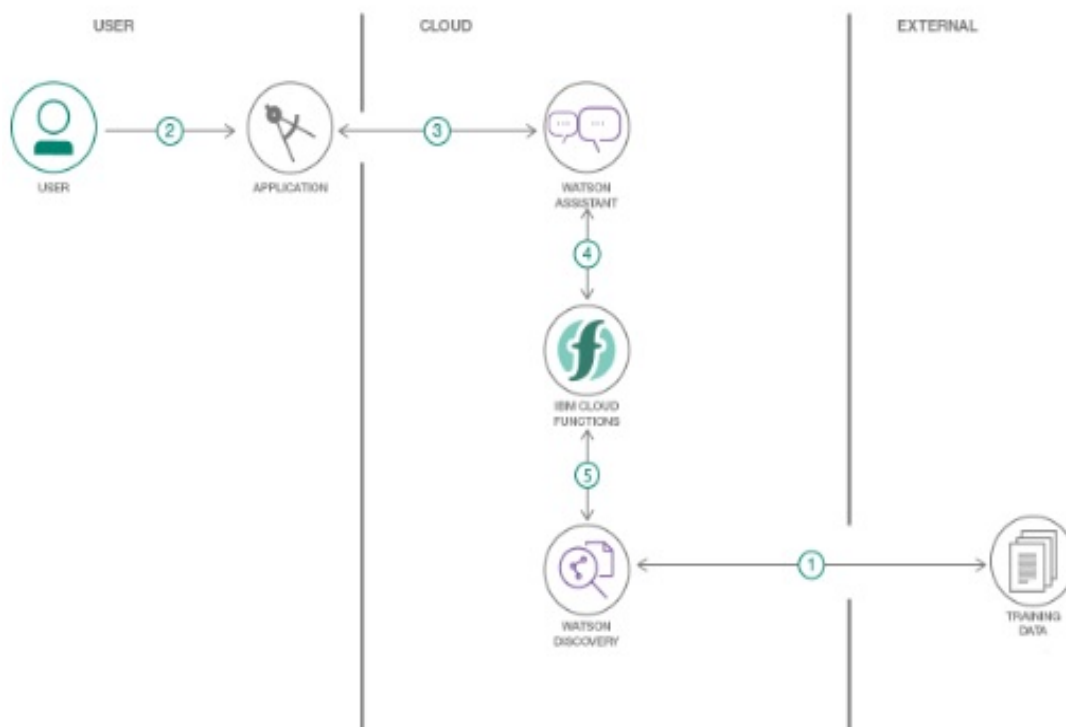 USER
CLOUD
EXTERNAL
2
3
USER
APPLICATION
WATSON
ASSISTANT
4
IBM CLOUD
FUNCTIONS
5
1
WATSON
DISCOVERY
TRAINING
DATA